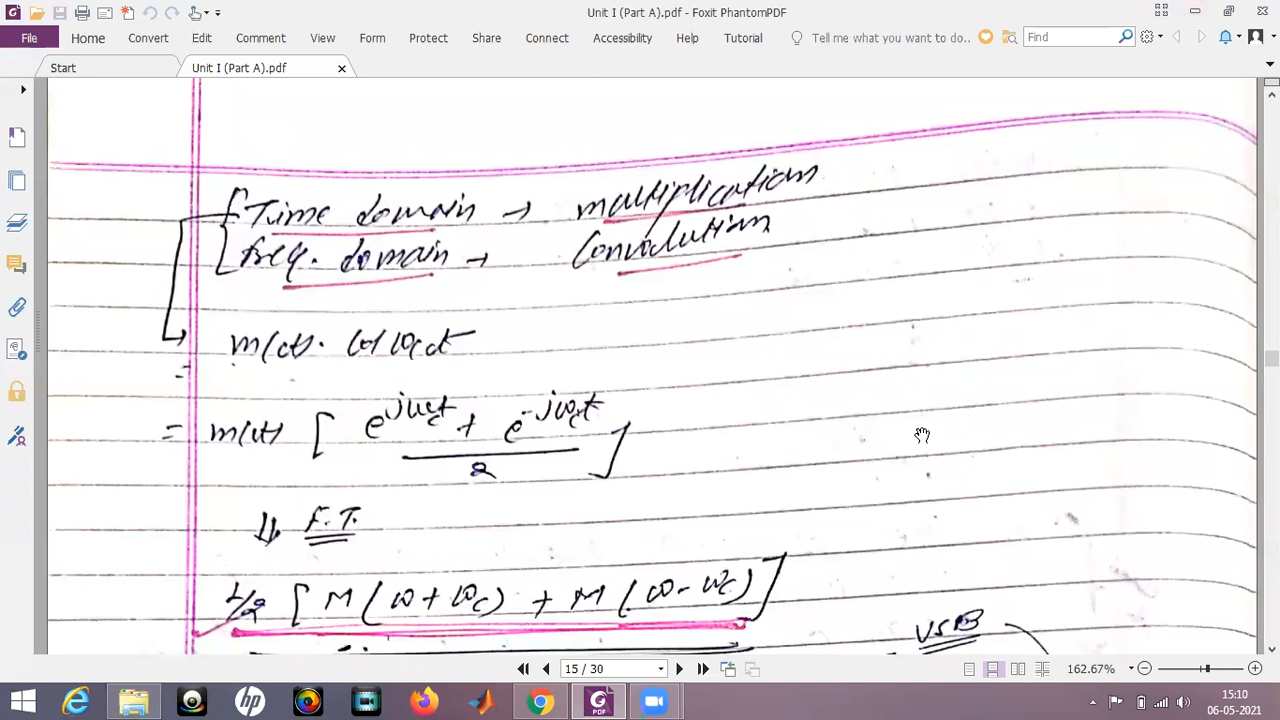 Unit I (Part A).pdf - Foxit PhantomPDF
File Home Convert Edit Comment View Form Protect Share Connect Accessibility Help Tutorial Tell me what you want to do.. Find
Start Unit I (Part A).pdf
Time domain → multiplication
freq. domain → Convolution
m(t). cos ωct
=
= m(t) [ e^jωct + e^-jωct / 2 ]
⇓ F.T.
1/2 [ M(ω + ωc) + M(ω - ωc) ]
VSB
15 / 30 162.67%
15:10
06-05-2021